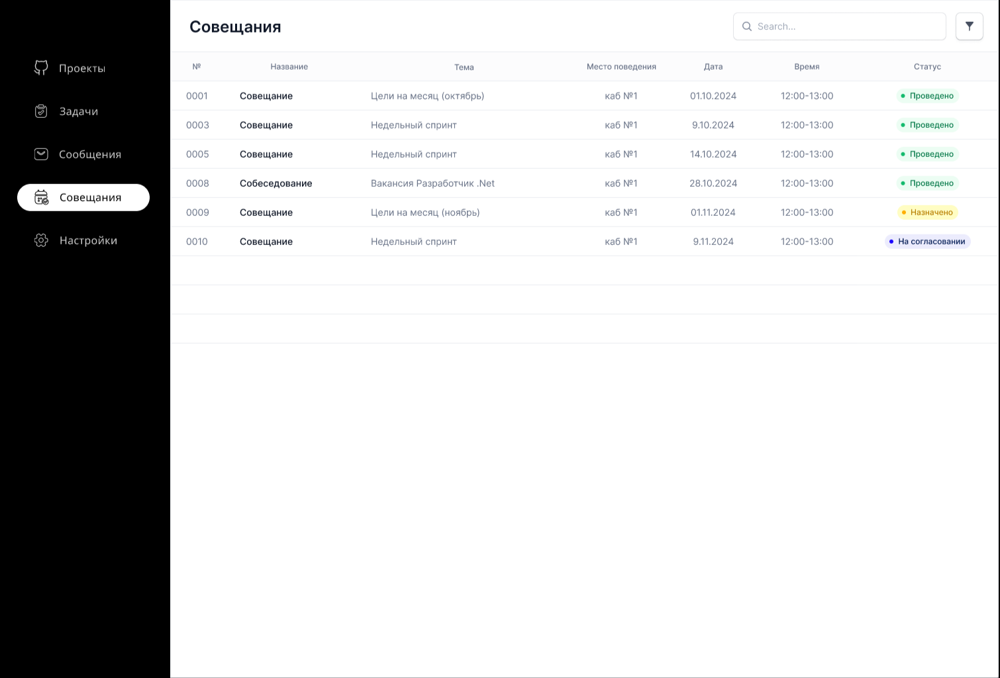 Совещания
Search...
Проекты
Задачи
Сообщения
Совещания
Настройки
№ Название Тема Место поведения Дата Время Статус
0001 Совещание Цели на месяц (октябрь) каб №1 01.10.2024 12:00-13:00 Проведено
0003 Совещание Недельный спринт каб №1 9.10.2024 12:00-13:00 Проведено
0005 Совещание Недельный спринт каб №1 14.10.2024 12:00-13:00 Проведено
0008 Собеседование Вакансия Разработчик .Net каб №1 28.10.2024 12:00-13:00 Проведено
0009 Совещание Цели на месяц (ноябрь) каб №1 01.11.2024 12:00-13:00 Назначено
0010 Совещание Недельный спринт каб №1 9.11.2024 12:00-13:00 На согласовании